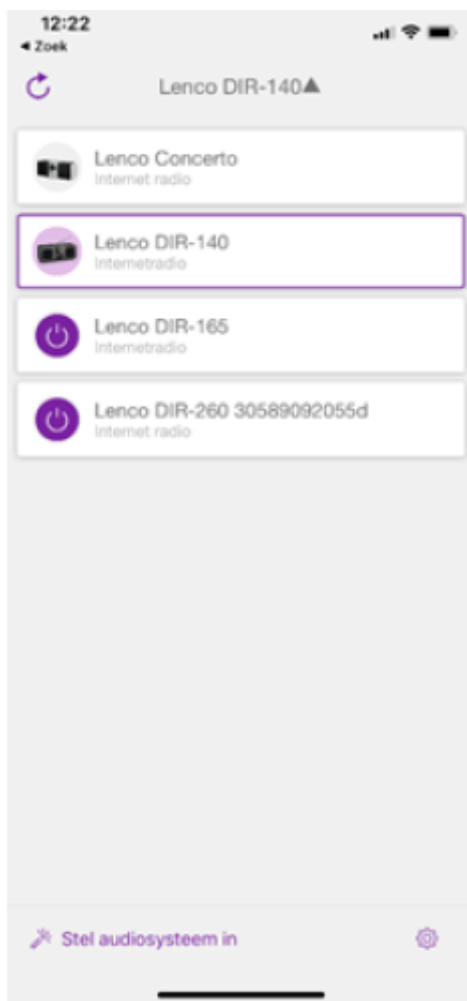 12:22
◀ Zoek
Lenco DIR-140▲
Lenco Concerto
Internet radio
Lenco DIR-140
Internetradio
Lenco DIR-165
Internetradio
Lenco DIR-260 30589092055d
Internet radio
Stel audiosysteem in